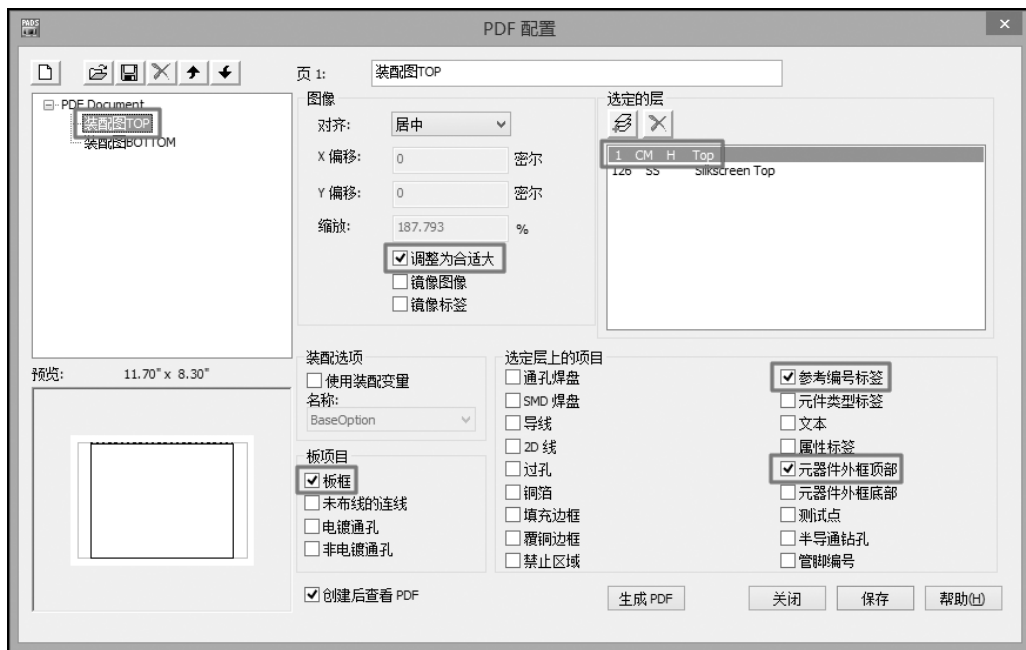 PADS
PDF 配置
页 1:
装配图TOP
PDF Document
装配图TOP
装配图BOTTOM
图像
对齐:
居中
X 偏移:
0
密尔
Y 偏移:
0
密尔
缩放:
187.793
%
调整为合适大
镜像图像
镜像标签
选定的层
1 CM H Top
126 SS Silkscreen Top
预览:
11.70" x 8.30"
装配选项
使用装配变量
名称:
BaseOption
板项目
板框
未布线的连线
电镀通孔
非电镀通孔
选定层上的项目
通孔焊盘
SMD 焊盘
导线
2D 线
过孔
铜箔
填充边框
覆铜边框
禁止区域
参考编号标签
元件类型标签
文本
属性标签
元器件外框顶部
元器件外框底部
测试点
半导通钻孔
管脚编号
创建后查看 PDF
生成 PDF
关闭
保存
帮助(H)